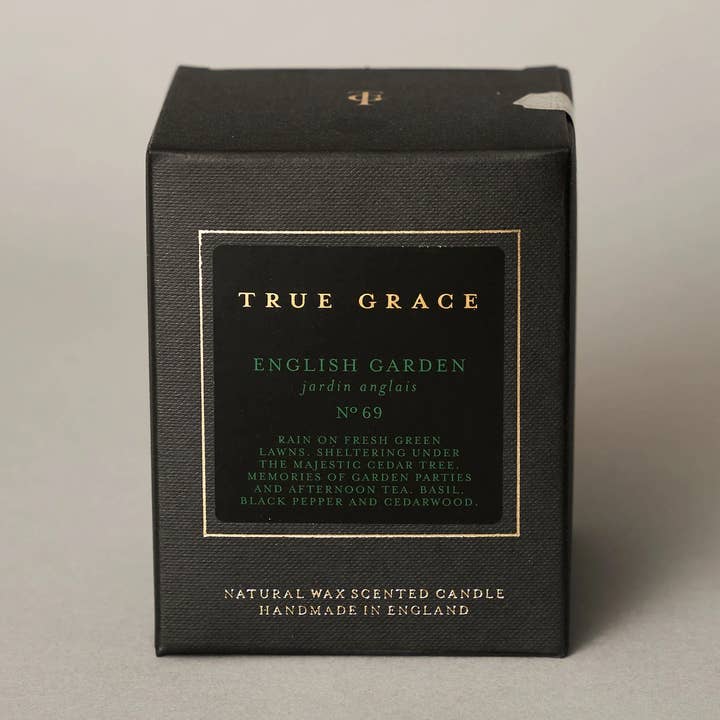 TRUE GRACE
ENGLISH GARDEN
jardin anglais
Nº 69
RAIN ON FRESH GREEN
LAWNS. SHELTERING UNDER
THE MAJESTIC CEDAR TREE.
MEMORIES OF GARDEN PARTIES
AND AFTERNOON TEA. BASIL.
BLACK PEPPER AND CEDARWOOD.
NATURAL WAX SCENTED CANDLE
HANDMADE IN ENGLAND